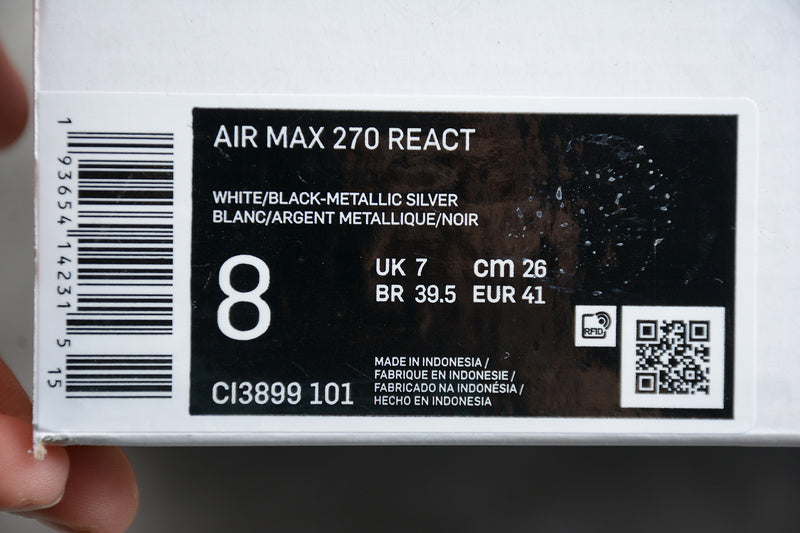 1 93654 14231 5 15
AIR MAX 270 REACT
WHITE/BLACK-METALLIC SILVER
BLANC/ARGENT METALLIQUE/NOIR
8
UK 7 cm 26
BR 39.5 EUR 41
RFID
CI3899 101
MADE IN INDONESIA /
FABRIQUE EN INDONESIE /
FABRICADO NA INDONÉSIA /
HECHO EN INDONESIA